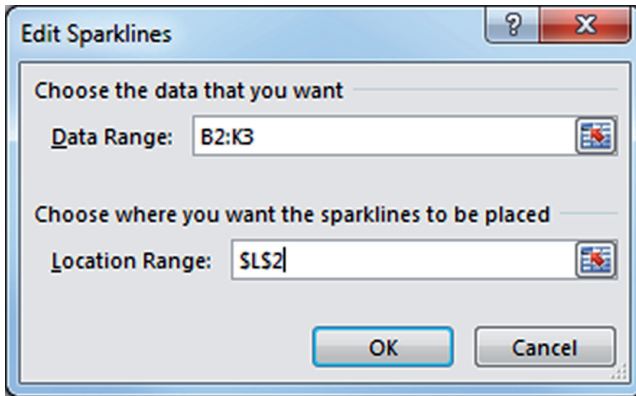 Edit Sparklines
?
Choose the data that you want
Data Range: B2:K3
Choose where you want the sparklines to be placed
Location Range: $L$2
OK Cancel